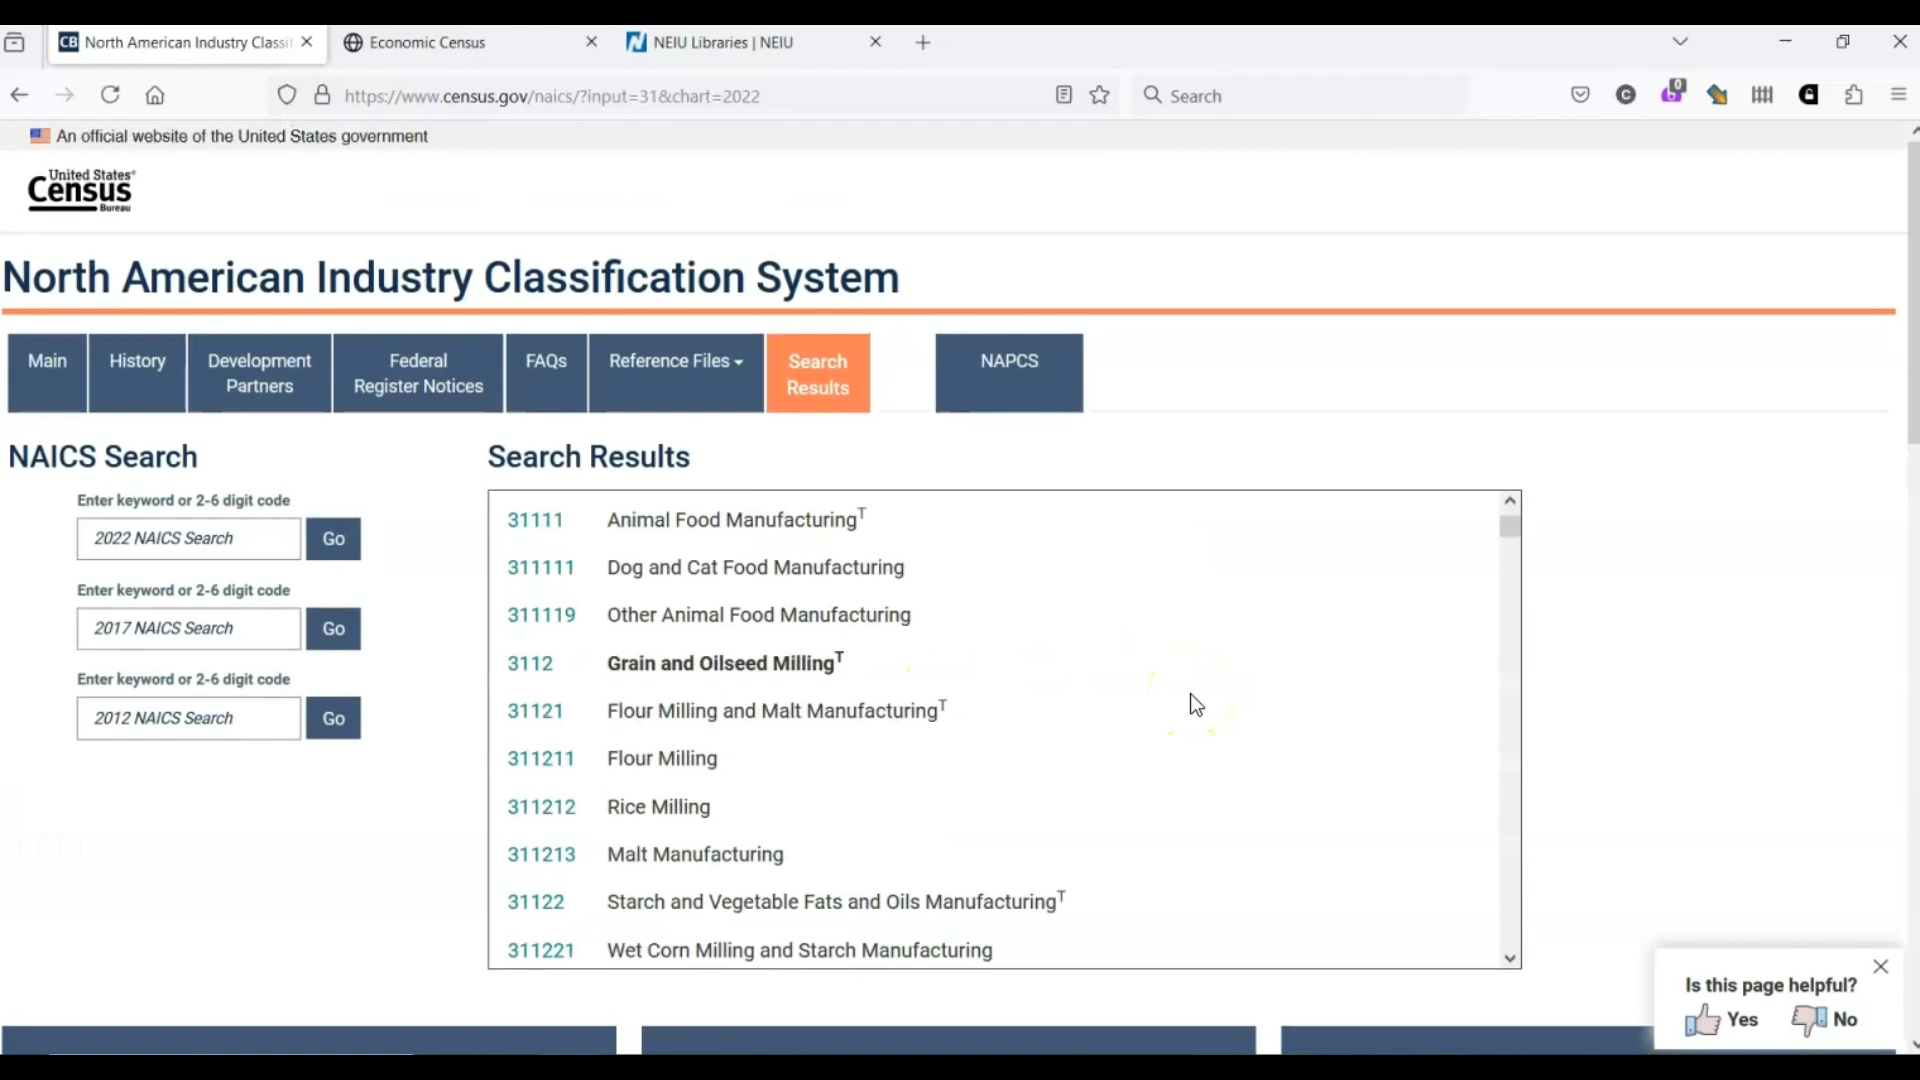 North American Industry Classif
Economic Census
NEIU Libraries | NEIU
https://www.census.gov/naics/?input=31&chart=2022
Search
0
An official website of the United States government
United States®
Census
Bureau
North American Industry Classification System
Main
History
Development
Partners
Federal
Register Notices
FAQs
Reference Files
Search
Results
NAPCS
NAICS Search
Enter keyword or 2-6 digit code
2022 NAICS Search
Go
Enter keyword or 2-6 digit code
2017 NAICS Search
Go
Enter keyword or 2-6 digit code
2012 NAICS Search
Go
Search Results
31111 Animal Food Manufacturing^T
311111 Dog and Cat Food Manufacturing
311119 Other Animal Food Manufacturing
3112 Grain and Oilseed Milling^T
31121 Flour Milling and Malt Manufacturing^T
311211 Flour Milling
311212 Rice Milling
311213 Malt Manufacturing
31122 Starch and Vegetable Fats and Oils Manufacturing^T
311221 Wet Corn Milling and Starch Manufacturing
Is this page helpful?
Yes
No